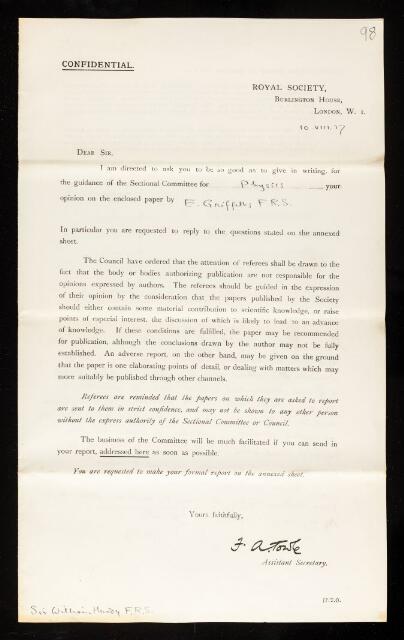 98
CONFIDENTIAL.
ROYAL SOCIETY,
BURLINGTON HOUSE,
LONDON, W. 1.
10 VIII. 27
DEAR SIR,
I am directed to ask you to be so good as to give in writing, for
the guidance of the Sectional Committee for Physics your
opinion on the enclosed paper by E. Griffiths, F.R.S.
In particular you are requested to reply to the questions stated on the annexed
sheet.
The Council have ordered that the attention of referees shall be drawn to the
fact that the body or bodies authorizing publication are not responsible for the
opinions expressed by authors. The referees should be guided in the expression
of their opinion by the consideration that the papers published by the Society
should either contain some material contribution to scientific knowledge, or raise
points of especial interest, the discussion of which is likely to lead to an advance
of knowledge. If these conditions are fulfilled, the paper may be recommended
for publication, although the conclusions drawn by the author may not be fully
established. An adverse report, on the other hand, may be given on the ground
that the paper is one elaborating points of detail, or dealing with matters which may
more suitably be published through other channels.
Referees are reminded that the papers on which they are asked to report
are sent to them in strict confidence, and may not be shown to any other person
without the express authority of the Sectional Committee or Council.
The business of the Committee will be much facilitated if you can send in
your report, addressed here as soon as possible.
You are requested to make your formal report on the annexed sheet.
Yours faithfully,
F. A. Towle
Assistant Secretary.
Sir William Hardy F.R.S.